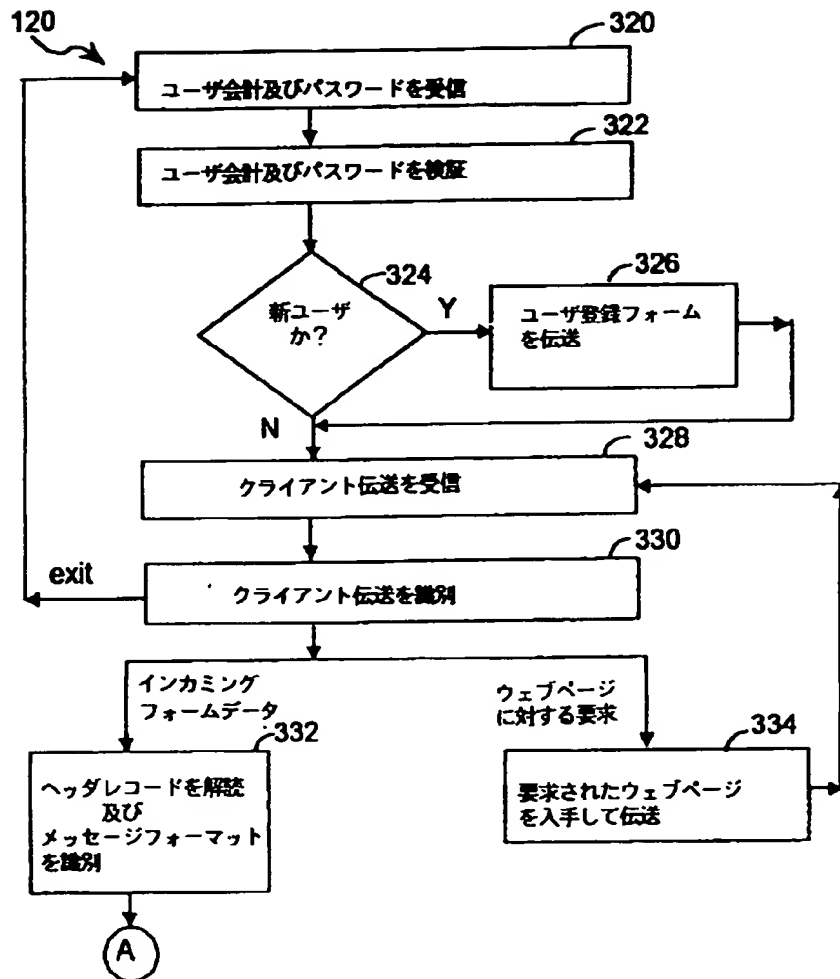 120
320
ユーザ会計及びパスワードを受信
322
ユーザ会計及びパスワードを検証
324
新ユーザ
か？
Y
326
ユーザ登録フォーム
を伝送
N
328
クライアント伝送を受信
330
クライアント伝送を識別
exit
インカミング
フォームデータ
ウェブページ
に対する要求
332
ヘッダレコードを解読
及び
メッセージフォーマット
を識別
334
要求されたウェブページ
を入手して伝送
A